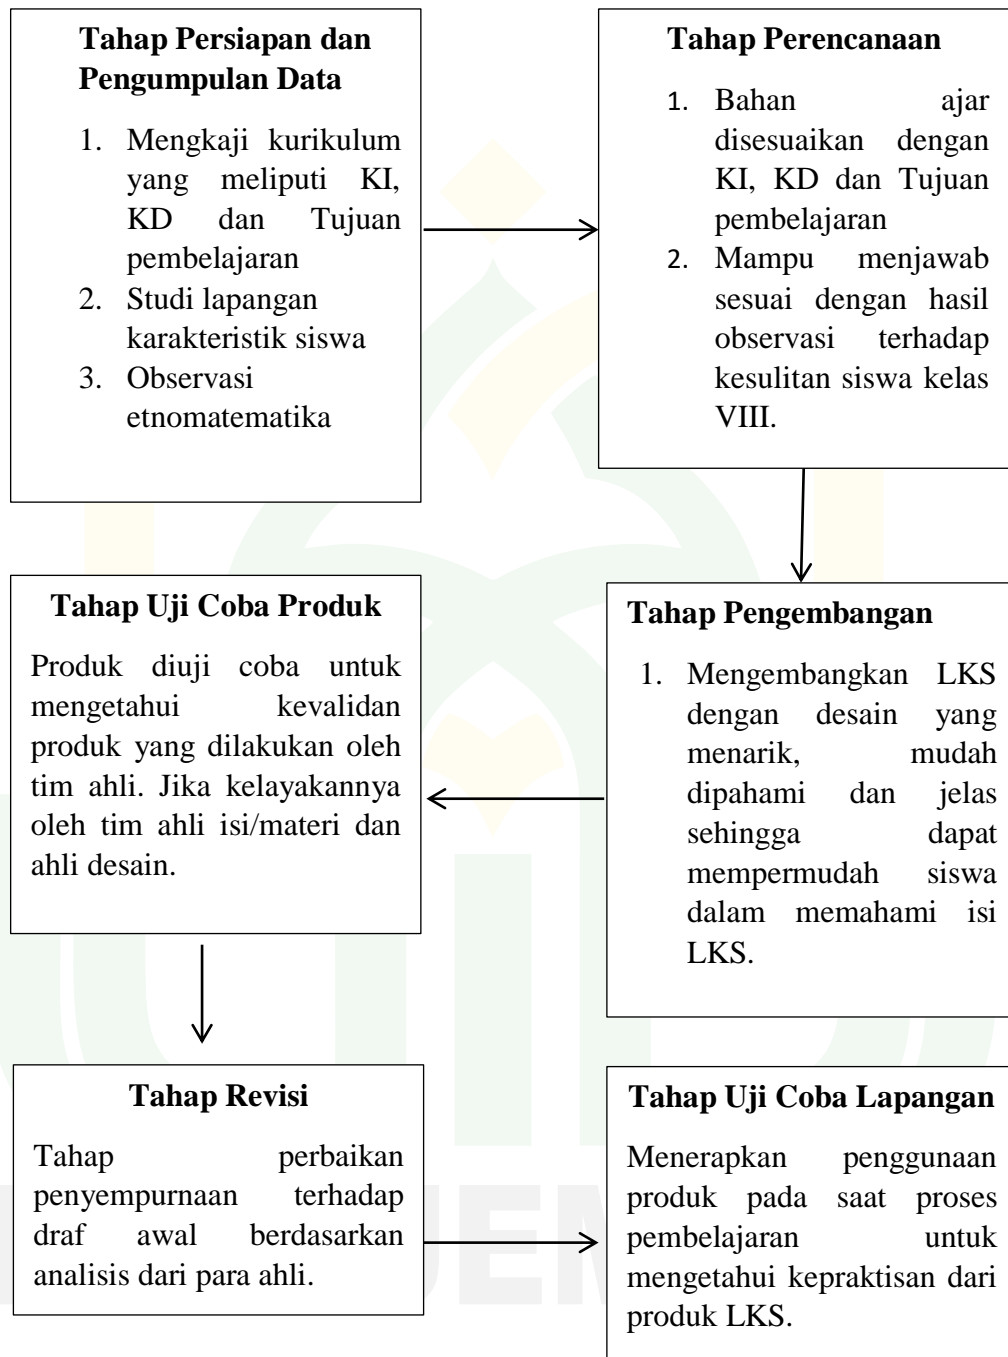 Tahap Persiapan dan
Pengumpulan Data
1. Mengkaji kurikulum
yang meliputi KI,
KD dan Tujuan
pembelajaran
2. Studi lapangan
karakteristik siswa
3. Observasi
etnomatematika
Tahap Perencanaan
1. Bahan ajar
disesuaikan dengan
KI, KD dan Tujuan
pembelajaran
2. Mampu menjawab
sesuai dengan hasil
observasi terhadap
kesulitan siswa kelas
VIII.
Tahap Pengembangan
1. Mengembangkan LKS
dengan desain yang
menarik, mudah
dipahami dan jelas
sehingga dapat
mempermudah siswa
dalam memahami isi
LKS.
Tahap Uji Coba Produk
Produk diuji coba untuk
mengetahui kevalidan
produk yang dilakukan oleh
tim ahli. Jika kelayakannya
oleh tim ahli isi/materi dan
ahli desain.
Tahap Revisi
Tahap perbaikan
penyempurnaan terhadap
draf awal berdasarkan
analisis dari para ahli.
Tahap Uji Coba Lapangan
Menerapkan penggunaan
produk pada saat proses
pembelajaran untuk
mengetahui kepraktisan dari
produk LKS.